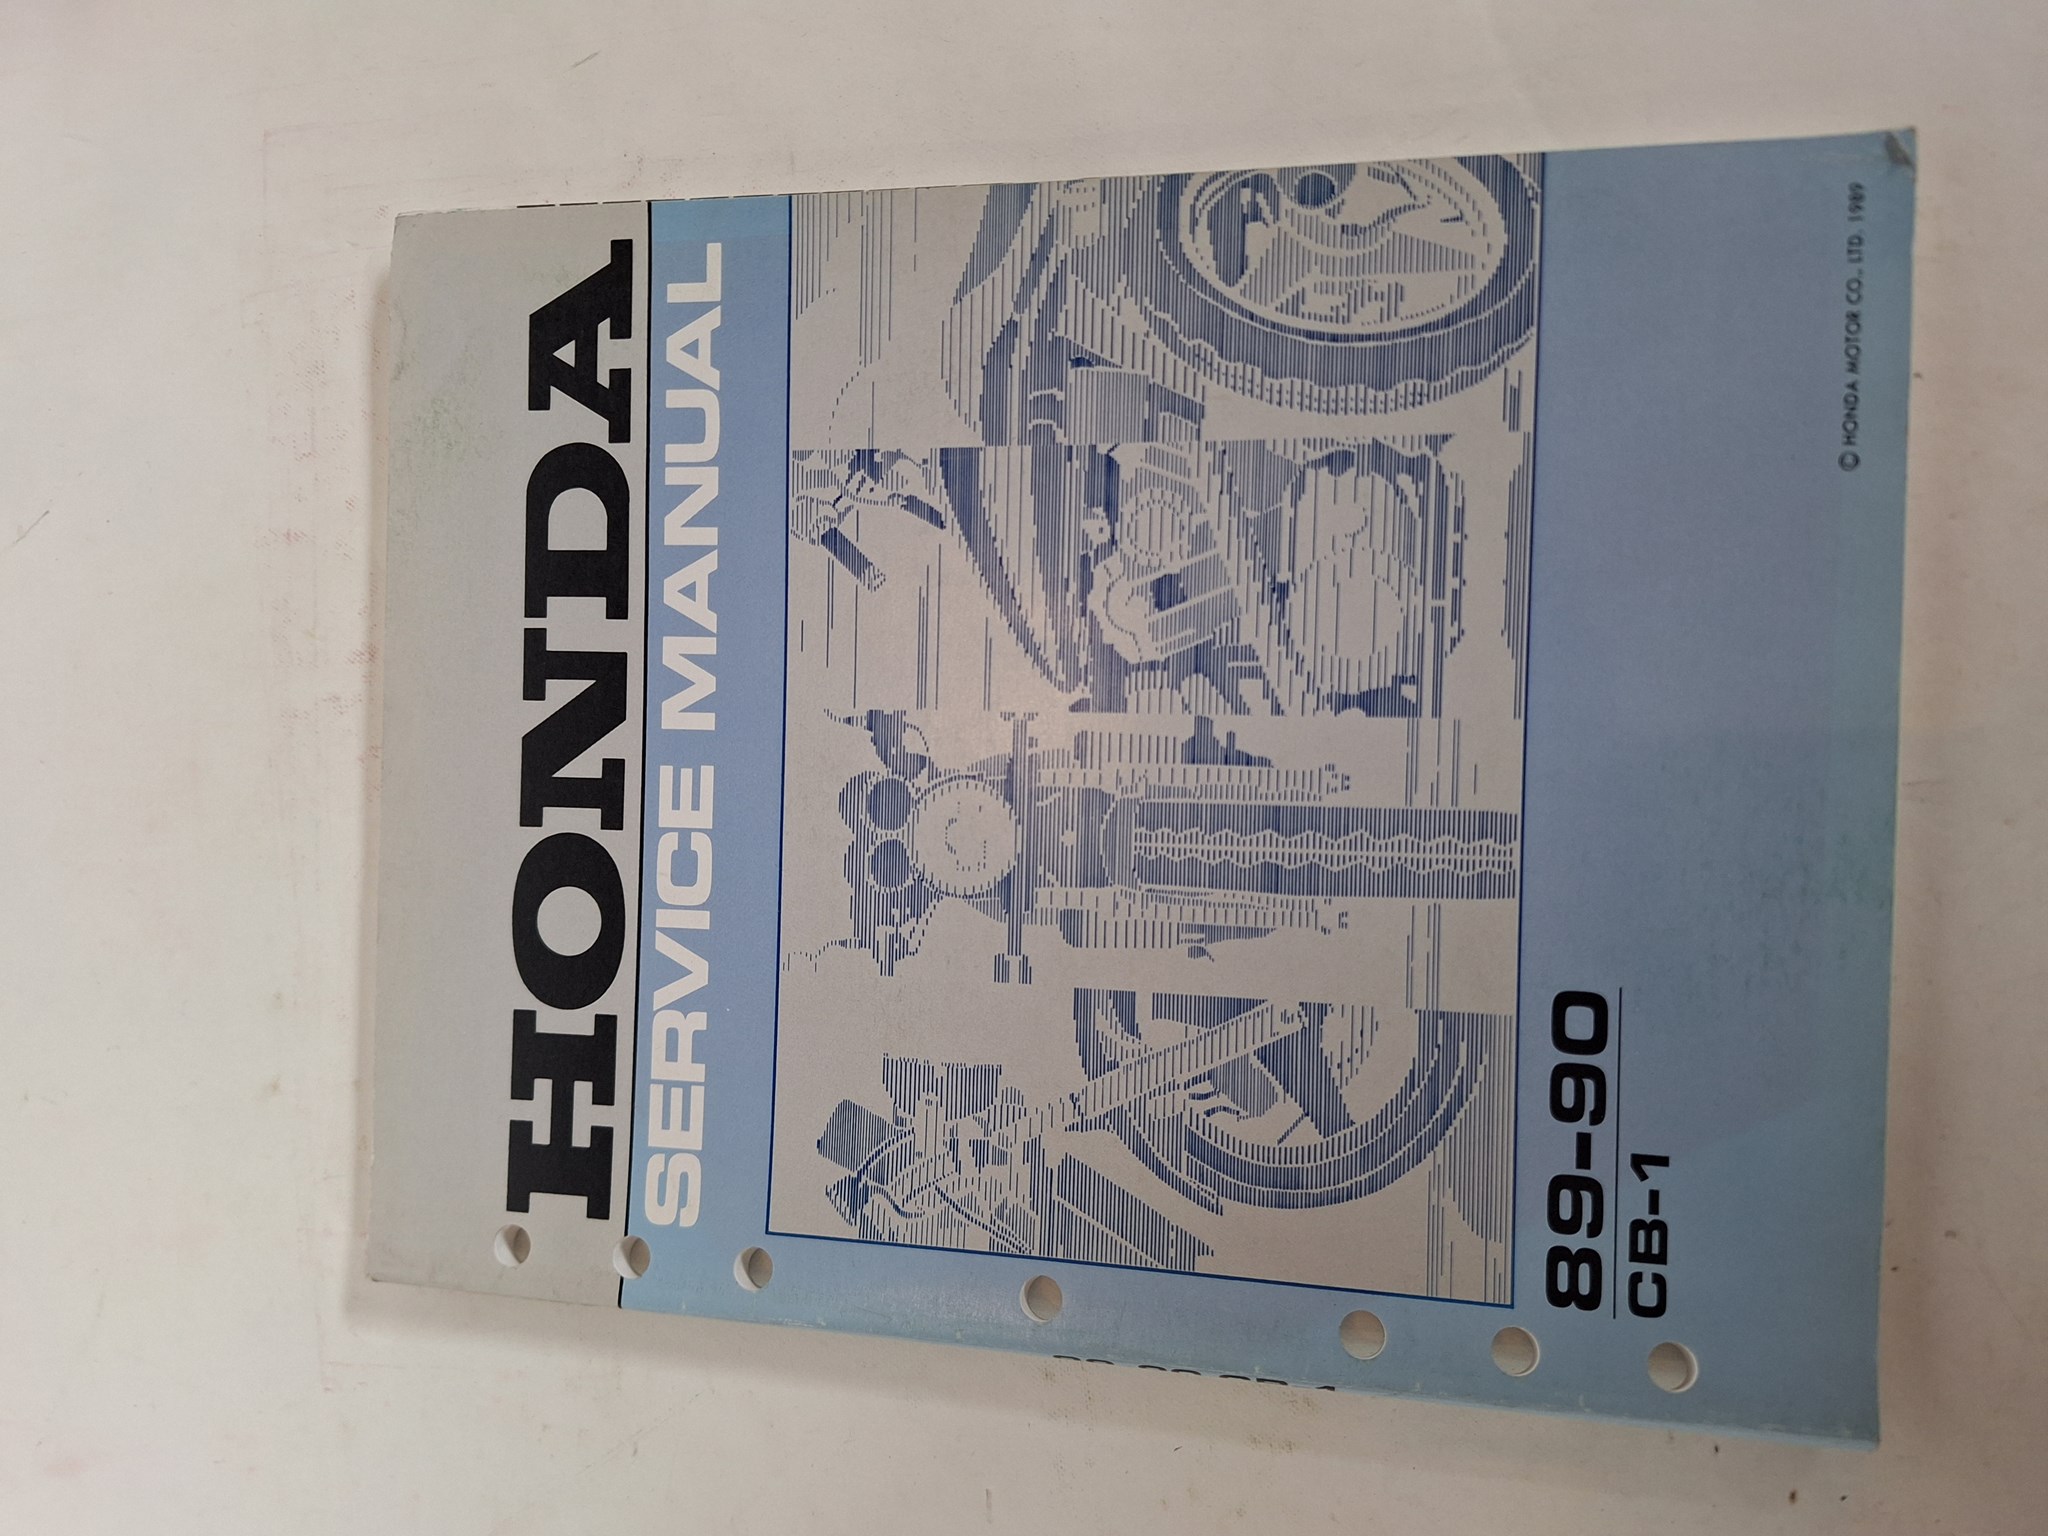 HONDA
SERVICE MANUAL
89-90
CB-1
© HONDA MOTOR CO., LTD. 1989